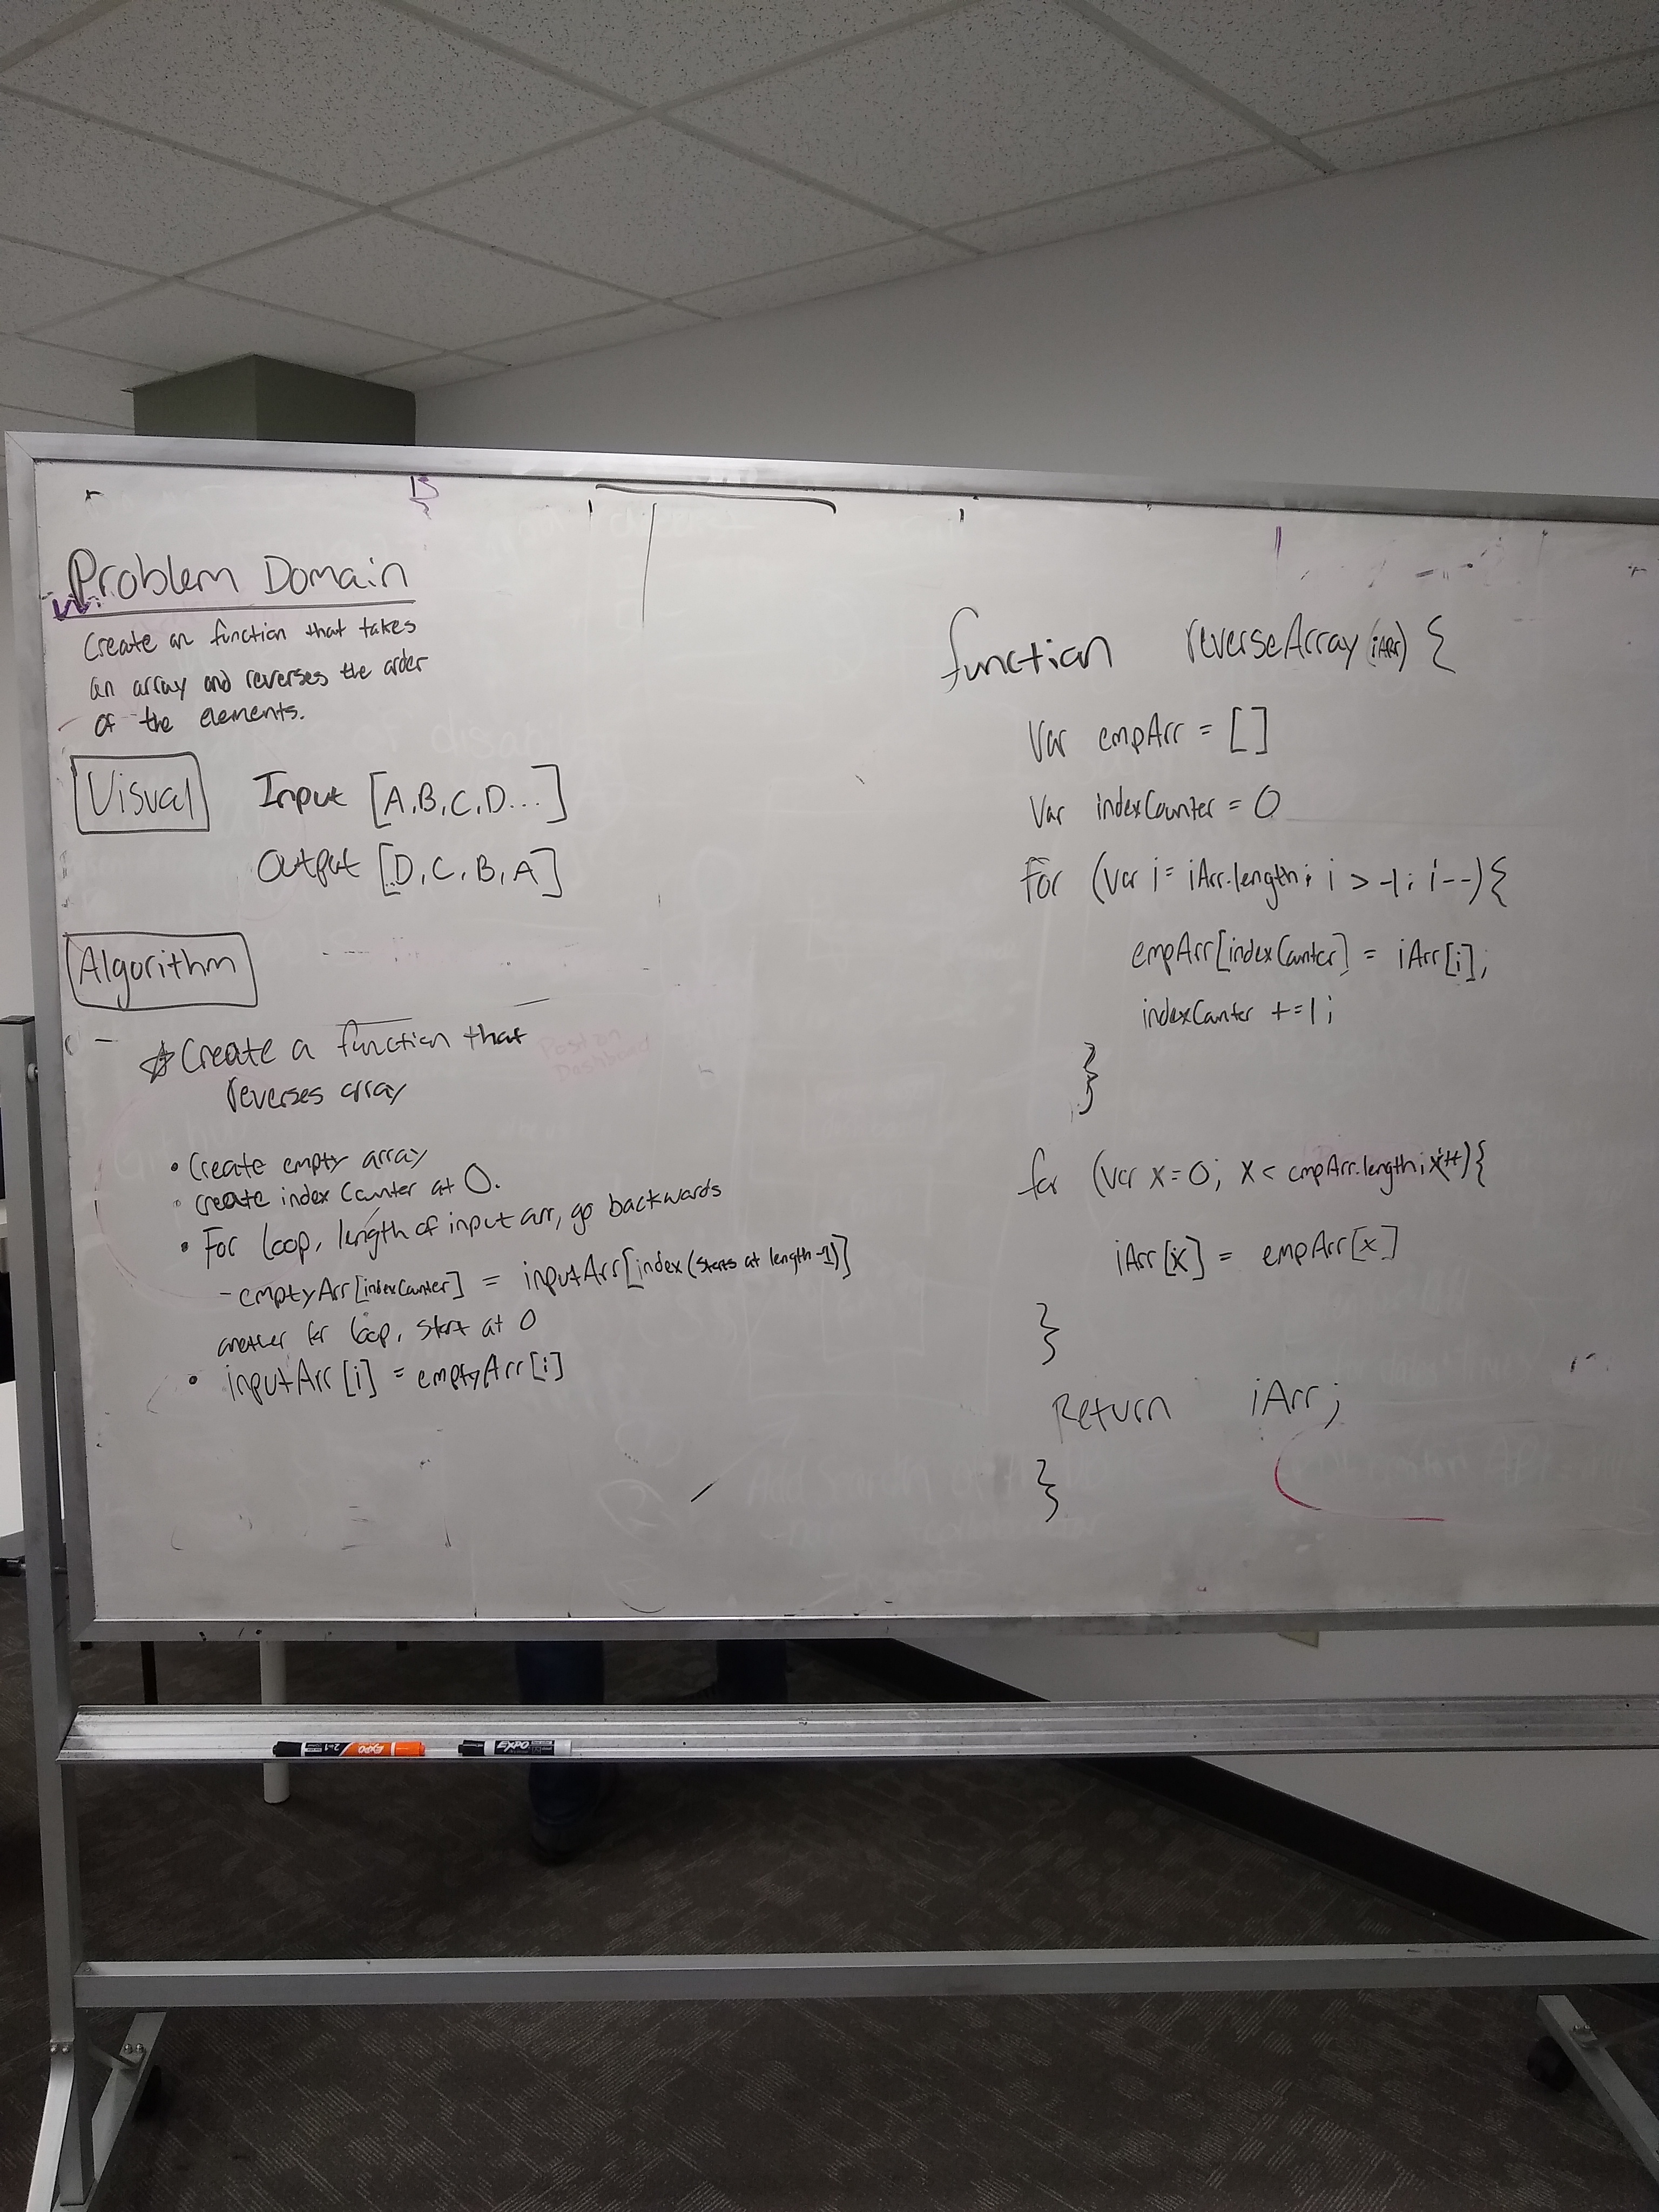 Problem Domain
Create an function that takes
an array and reverses the order
of the elements.
Visual
Input [A,B,C,D...]
Output [D,C,B,A]
Algorithm
Create a function that
reverses array
• Create empty array
• create index Counter at 0.
• For loop, length of input arr, go backwards
- emptyArr[indexCounter] = inputArr[index(starts at length-1)]
another for loop, start at 0
• inputArr[i] = emptyArr[i]
function reverseArray(iArr) {
Var empArr = []
Var indexCounter = 0
For (var i = iArr.length; i > -1; i--){
empArr[indexCounter] = iArr[i];
indexCounter +=1;
}
for (var x=0; x < empArr.length; x++){
iArr[x] = empArr[x]
}
Return iArr;
}
EXPO
2in1
EXPO